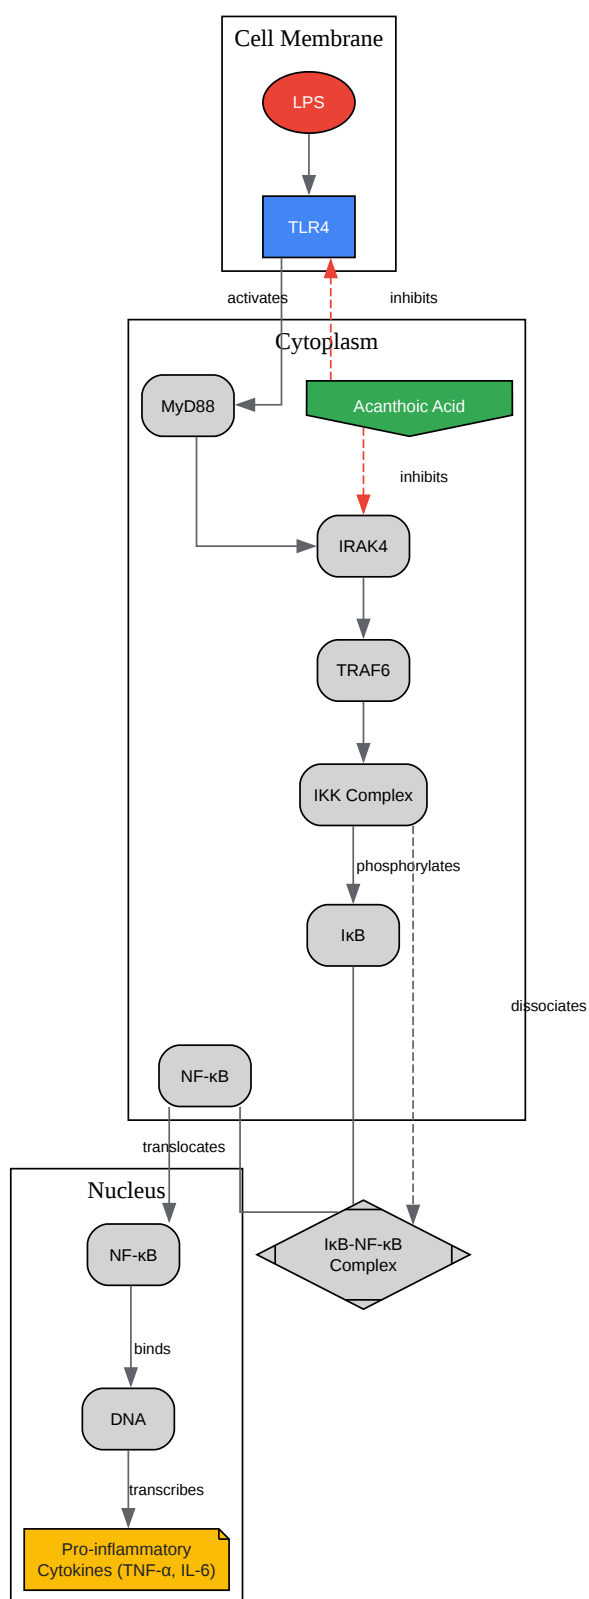 Cell Membrane
LPS
TLR4
activates
inhibits
Cytoplasm
MyD88
Acanthoic Acid
inhibits
IRAK4
TRAF6
IKK Complex
phosphorylates
IκB
dissociates
NF-κB
translocates
Nucleus
IκB-NF-κB
Complex
NF-κB
binds
DNA
transcribes
Pro-inflammatory
Cytokines (TNF-α, IL-6)